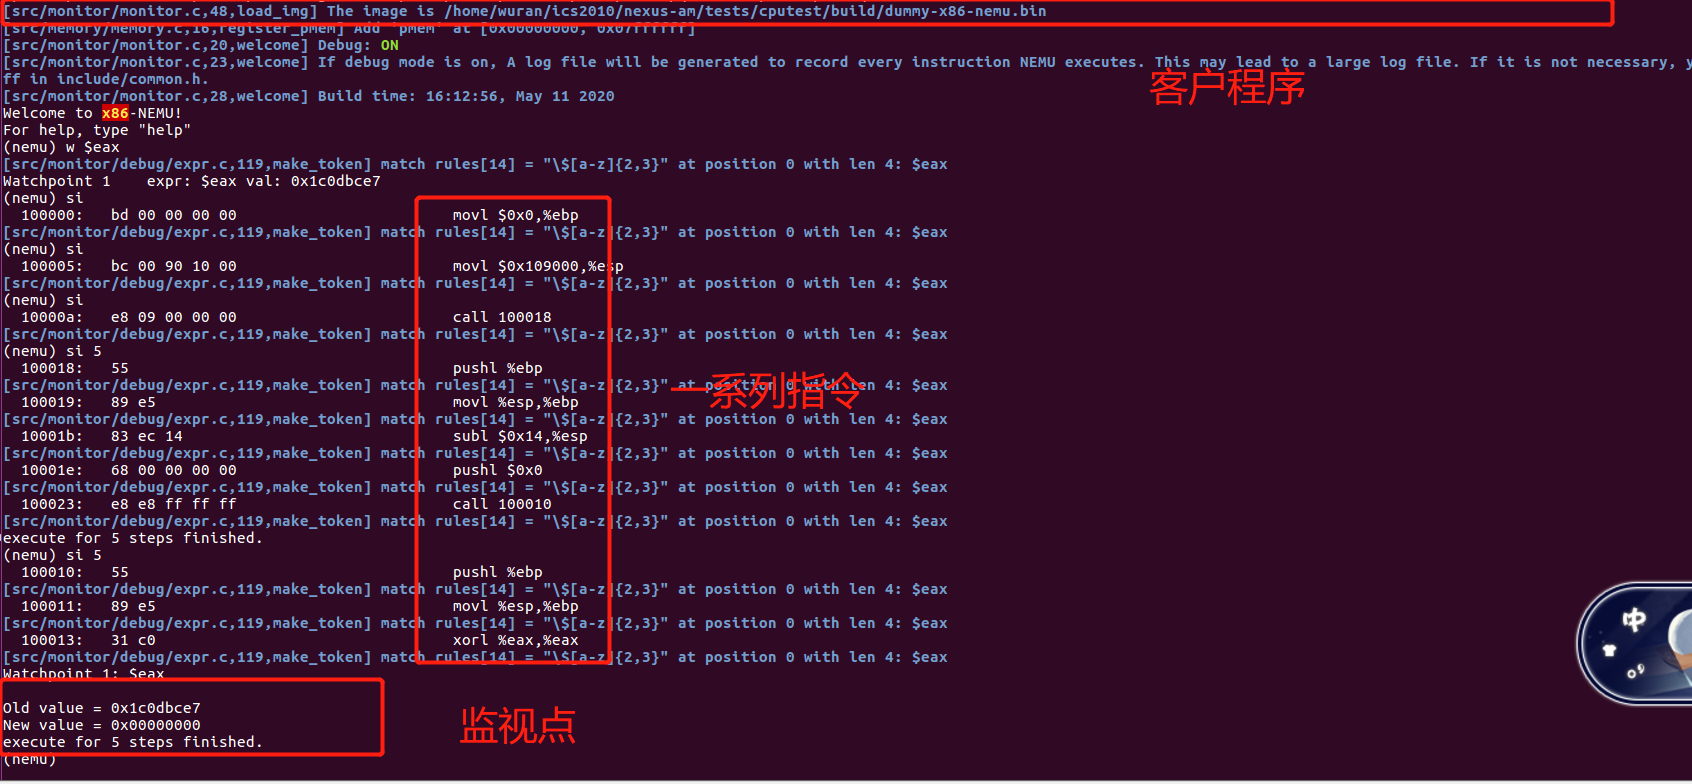 [src/monitor/monitor.c,48,load_img] The image is /home/wuran/ics2010/nexus-am/tests/cputest/build/dummy-x86-nemu.bin
[src/memory/memory.c,16,register_pmem] Add 'pmem' at [0x00000000, 0x07ffffff]
[src/monitor/monitor.c,20,welcome] Debug: ON
[src/monitor/monitor.c,23,welcome] If debug mode is on, A log file will be generated to record every instruction NEMU executes. This may lead to a large log file. If it is not necessary, y
ff in include/common.h.
客户程序
[src/monitor/monitor.c,28,welcome] Build time: 16:12:56, May 11 2020
Welcome to x86-NEMU!
For help, type "help"
(nemu) w $eax
[src/monitor/debug/expr.c,119,make_token] match rules[14] = "\$[a-z]{2,3}" at position 0 with len 4: $eax
Watchpoint 1    expr: $eax val: 0x1c0dbce7
(nemu) si
100000:   bd 00 00 00 00                        movl $0x0,%ebp
[src/monitor/debug/expr.c,119,make_token] match rules[14] = "\$[a-z]{2,3}" at position 0 with len 4: $eax
(nemu) si
100005:   bc 00 90 10 00                        movl $0x109000,%esp
[src/monitor/debug/expr.c,119,make_token] match rules[14] = "\$[a-z]{2,3}" at position 0 with len 4: $eax
(nemu) si
10000a:   e8 09 00 00 00                        call 100018
[src/monitor/debug/expr.c,119,make_token] match rules[14] = "\$[a-z]{2,3}" at position 0 with len 4: $eax
(nemu) si 5
100018:   55                                    pushl %ebp
[src/monitor/debug/expr.c,119,make_token] match rules[14] = "\$[a-z]{2,3}" at position 0 with len 4: $eax
一系列指令
100019:   89 e5                                 movl %esp,%ebp
[src/monitor/debug/expr.c,119,make_token] match rules[14] = "\$[a-z]{2,3}" at position 0 with len 4: $eax
10001b:   83 ec 14                              subl $0x14,%esp
[src/monitor/debug/expr.c,119,make_token] match rules[14] = "\$[a-z]{2,3}" at position 0 with len 4: $eax
10001e:   68 00 00 00 00                        pushl $0x0
[src/monitor/debug/expr.c,119,make_token] match rules[14] = "\$[a-z]{2,3}" at position 0 with len 4: $eax
100023:   e8 e8 ff ff ff                        call 100010
[src/monitor/debug/expr.c,119,make_token] match rules[14] = "\$[a-z]{2,3}" at position 0 with len 4: $eax
execute for 5 steps finished.
(nemu) si 5
100010:   55                                    pushl %ebp
[src/monitor/debug/expr.c,119,make_token] match rules[14] = "\$[a-z]{2,3}" at position 0 with len 4: $eax
100011:   89 e5                                 movl %esp,%ebp
[src/monitor/debug/expr.c,119,make_token] match rules[14] = "\$[a-z]{2,3}" at position 0 with len 4: $eax
100013:   31 c0                                 xorl %eax,%eax
[src/monitor/debug/expr.c,119,make_token] match rules[14] = "\$[a-z]{2,3}" at position 0 with len 4: $eax
Watchpoint 1: $eax
Old value = 0x1c0dbce7
New value = 0x00000000
监视点
execute for 5 steps finished.
(nemu)
中